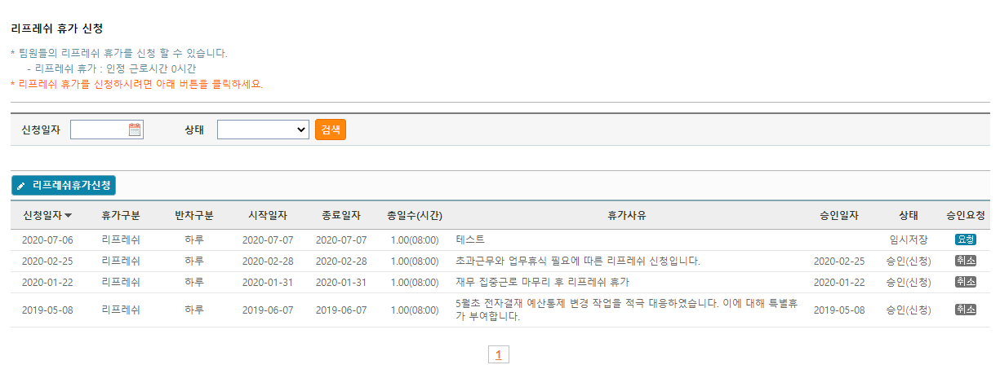 리프레쉬 휴가 신청
* 팀원들의 리프레쉬 휴가를 신청 할 수 있습니다.
- 리프레쉬 휴가 : 인정 근로시간 0시간
* 리프레쉬 휴가를 신청하시려면 아래 버튼을 클릭하세요.
신청일자 상태 검색
리프레쉬휴가신청
신청일자 휴가구분 반차구분 시작일자 종료일자 총일수(시간) 휴가사유 승인일자 상태 승인요청
2020-07-06 리프레쉬 하루 2020-07-07 2020-07-07 1.00(08:00) 테스트 임시저장 요청
2020-02-25 리프레쉬 하루 2020-02-28 2020-02-28 1.00(08:00) 초과근무와 업무휴식 필요에 따른 리프레쉬 신청입니다. 2020-02-25 승인(신청) 취소
2020-01-22 리프레쉬 하루 2020-01-31 2020-01-31 1.00(08:00) 재무 집중근로 마무리 후 리프레쉬 휴가 2020-01-22 승인(신청) 취소
2019-05-08 리프레쉬 하루 2019-06-07 2019-06-07 1.00(08:00) 5월초 전자결재 예산통제 변경 작업을 적극 대응하였습니다. 이에 대해 특별휴 2019-05-08 승인(신청) 취소
가 부여합니다.
1